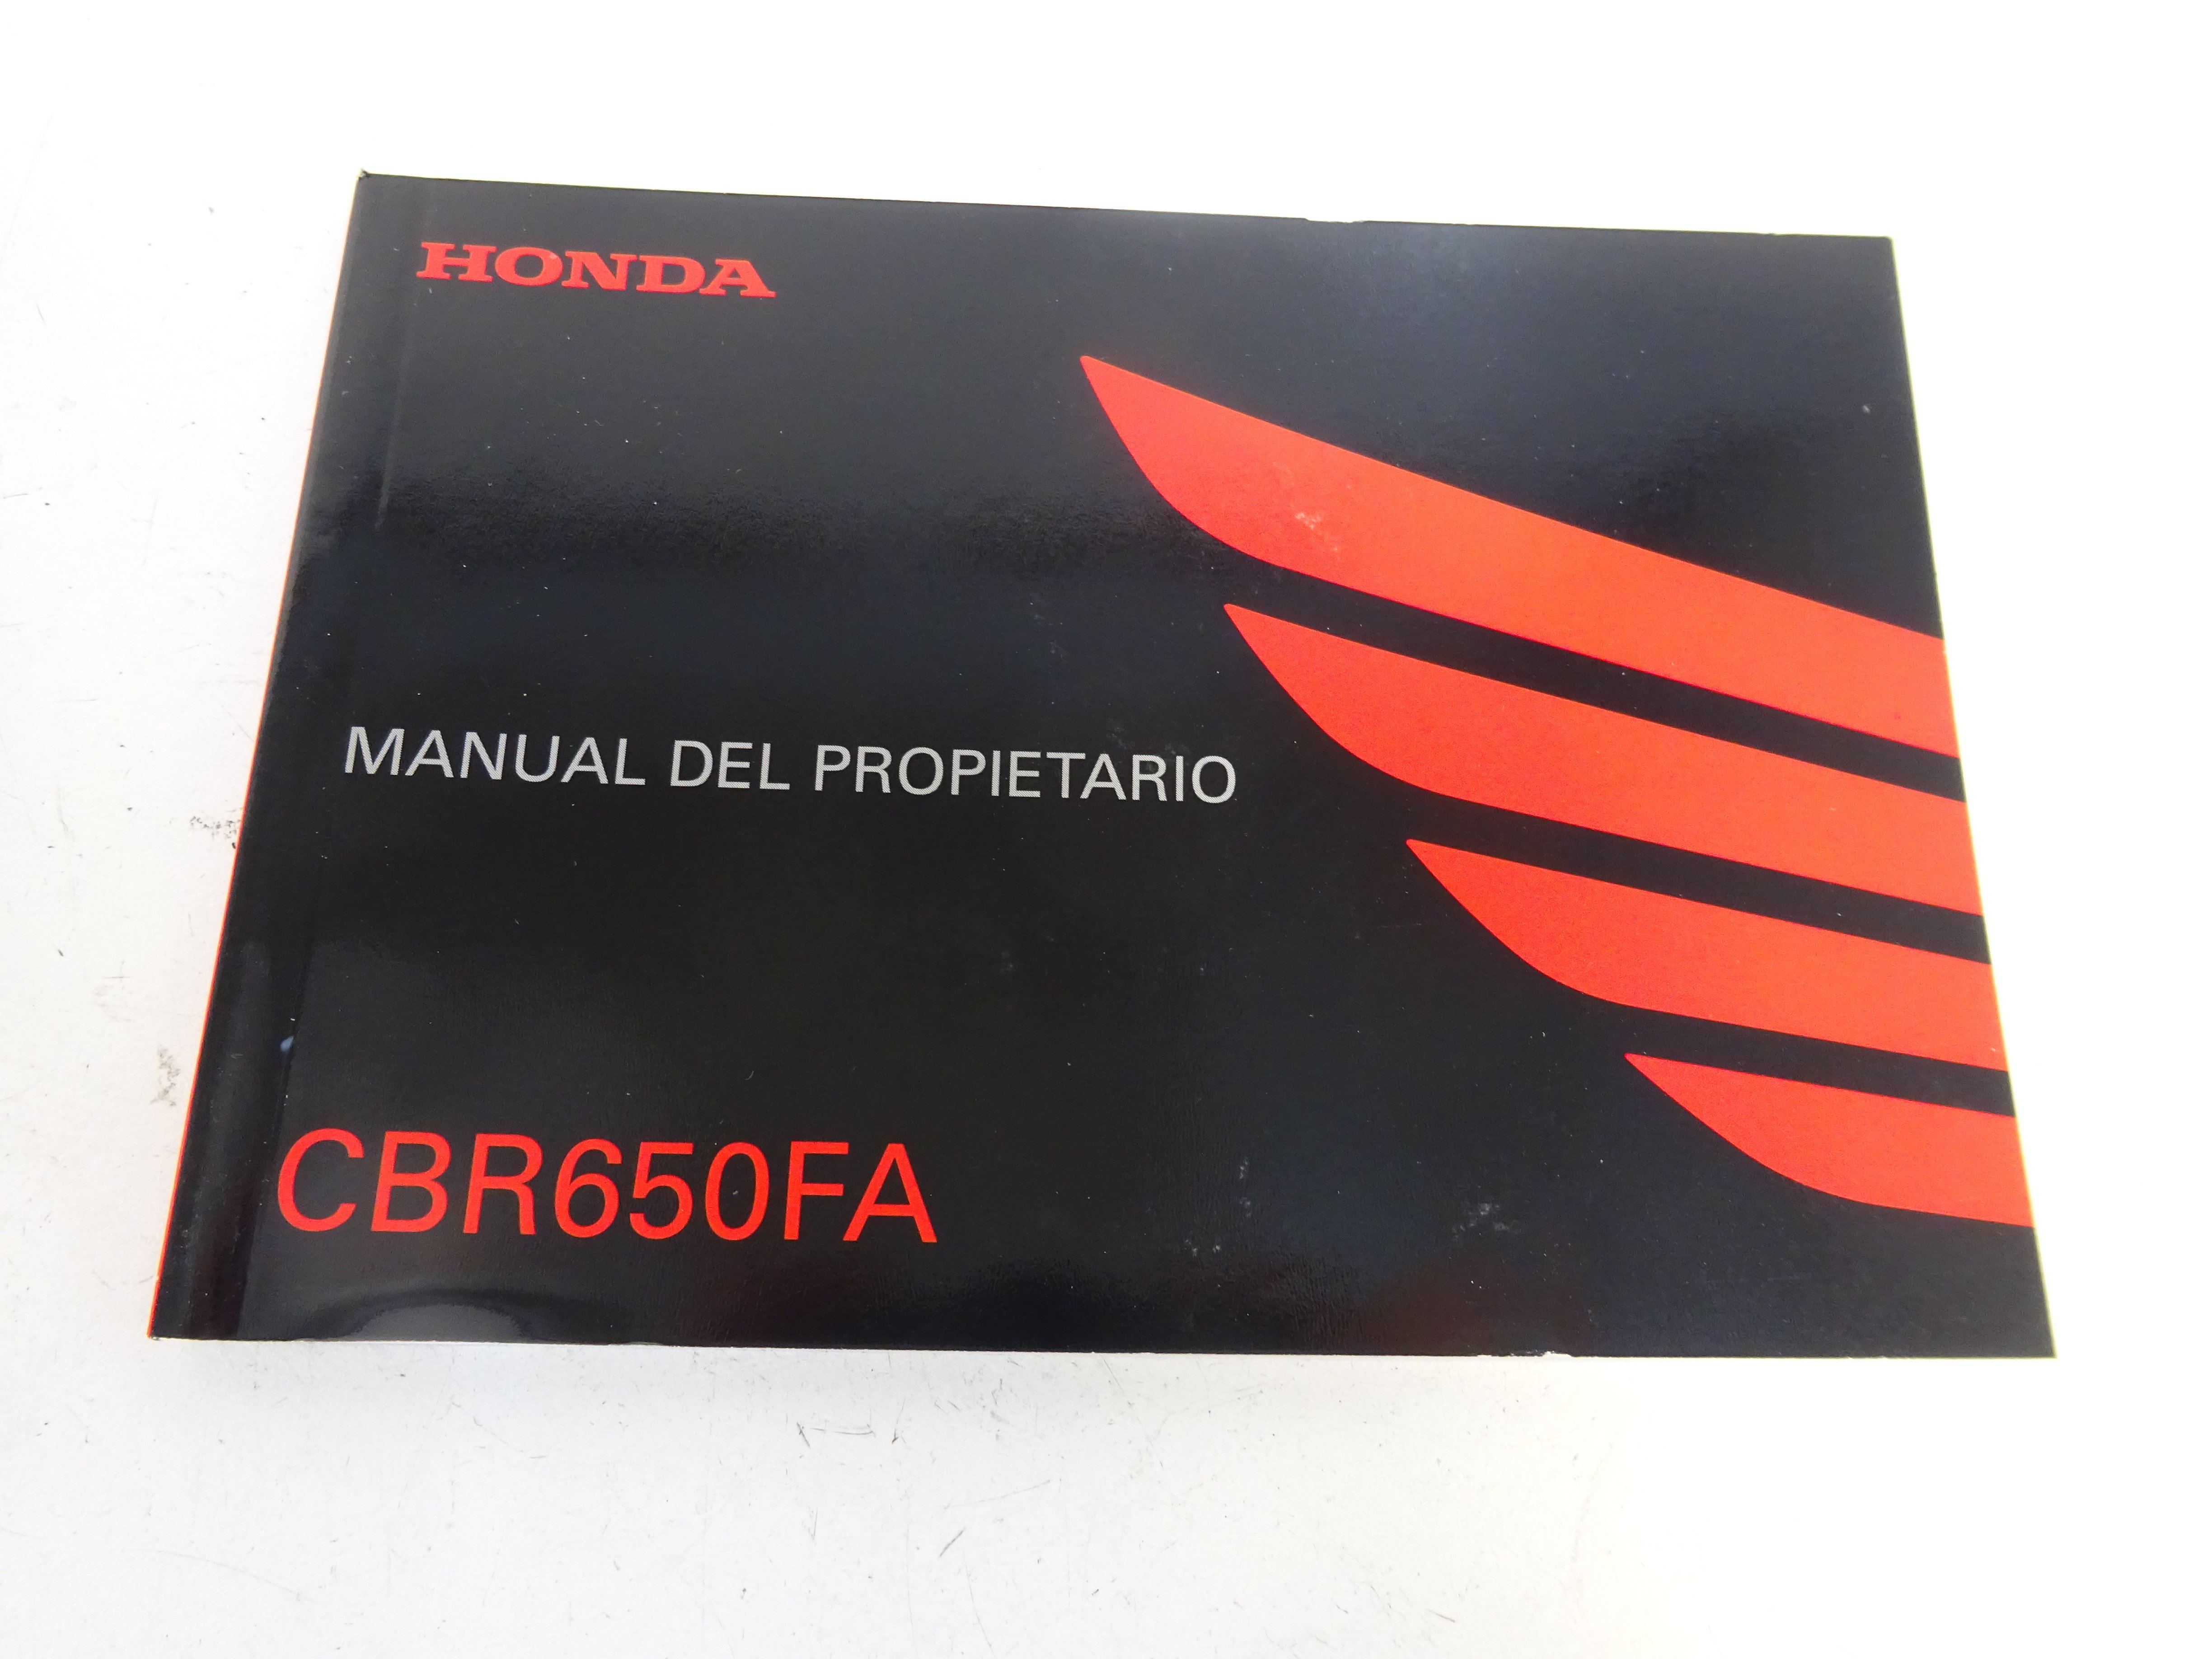 HONDA
MANUAL DEL PROPIETARIO
CBR650FA